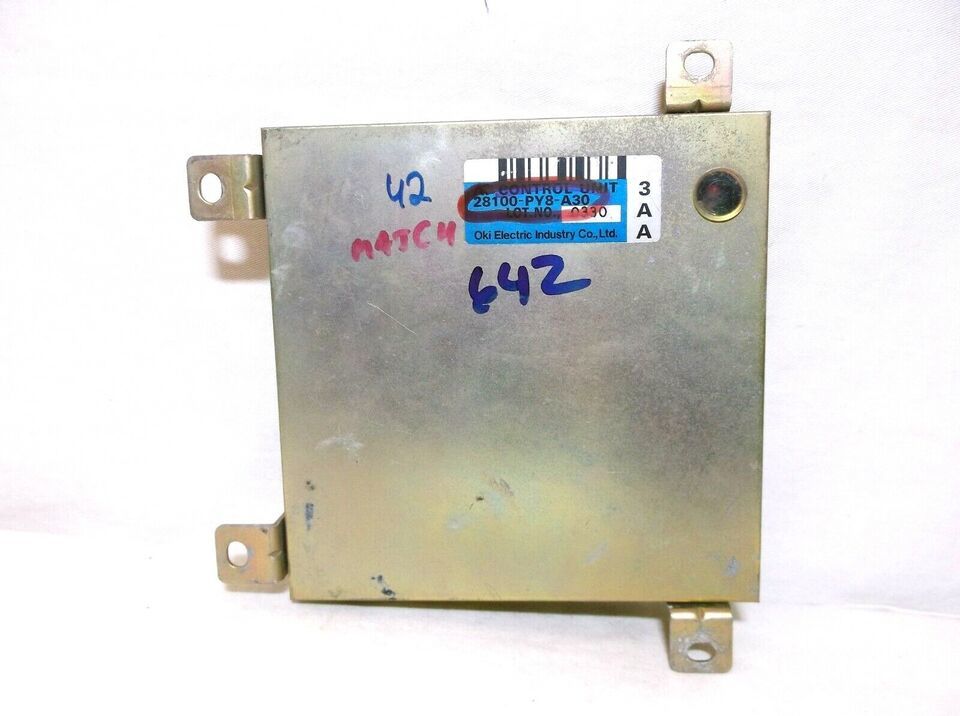 CONTROL UNIT
28100-PY8-A30
LOT.NO., 0330
Oki Electric Industry Co., Ltd.
3
A
A
42
MATCH
642